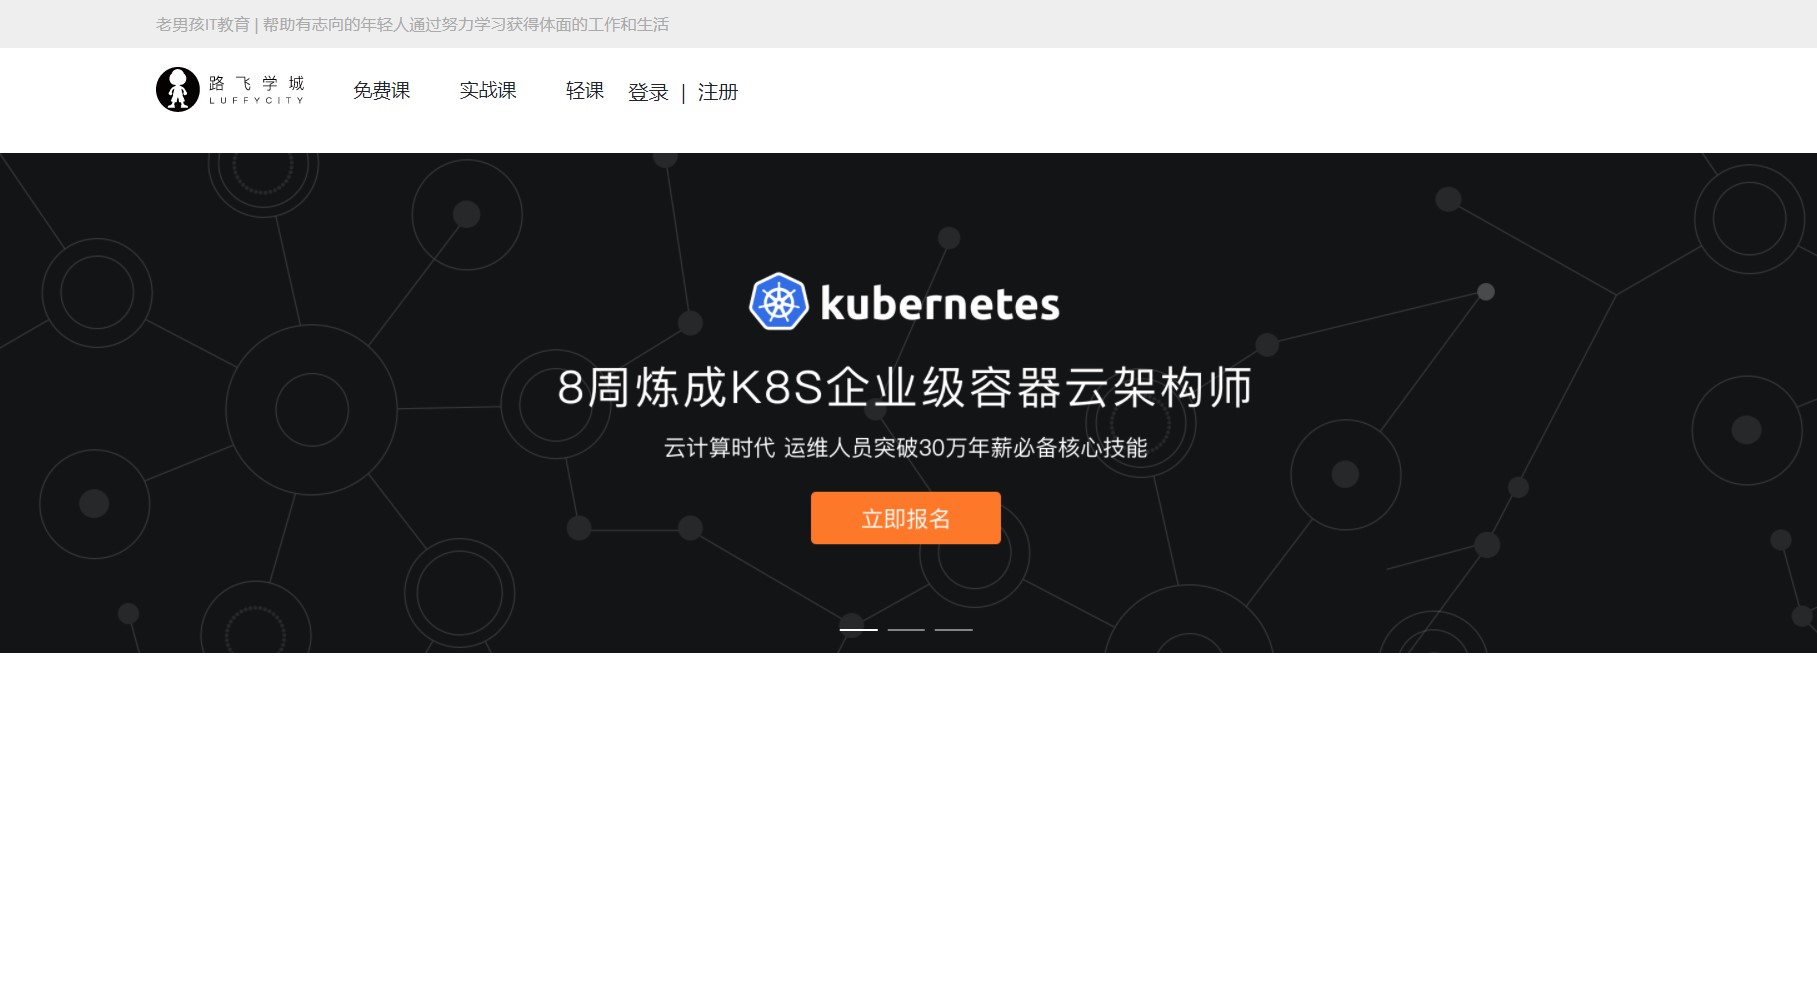 老男孩IT教育 | 帮助有志向的年轻人通过努力学习获得体面的工作和生活
路飞学城
LUFFYCITY
免费课 实战课 轻课 登录 | 注册
kubernetes
8周炼成K8S企业级容器云架构师
云计算时代 运维人员突破30万年薪必备核心技能
立即报名